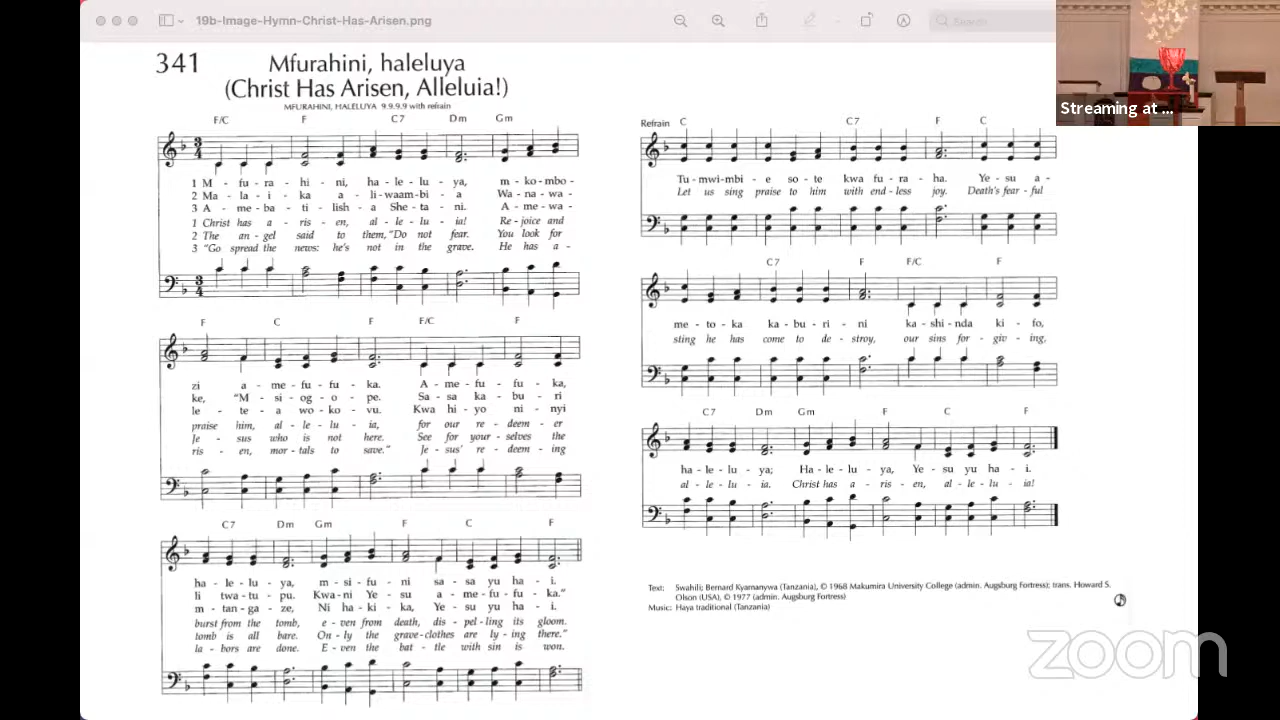 19b-Image-Hymn-Christ-Has-Arisen.png
Search
Streaming at ...
341
Mfurahini, haleluya
(Christ Has Arisen, Alleluia!)
MFURAHINI, HALELUYA 9.9.9.9 with refrain
F/C F C7 Dm Gm
1 M - fu - ra - hi - ni, ha - le - lu - ya, m - ko - mbo -
2 Ma - la - i - ka a - li - waam - bi - a Wa - na - wa -
3 A - me - ba - ti - lish - a She - ta - ni. A - me - wa -
1 Christ has a - ris - en, al - le - lu - ia! Re - joice and
2 The an - gel said to them, “Do not fear. You look for
3 “Go spread the news: he's not in the grave. He has a -
F C F F/C F
zi a - me - fu - fu - ka. A - me - fu - fu - ka,
ke, “M - si - og - o - pe. Sa - sa ka - bu - ri
le - te a - wo - ko - vu. Kwa hi - yo ni - nyi
praise him, al - le - lu - ia, for our re - deem - er
Je - sus who is not here. See for your - selves the
ris - en, mor - tals to save.” Je - sus' re - deem - ing
C7 Dm Gm F C F
ha - le - lu - ya, m - si - fu - ni sa - sa yu ha - i.
li twa - tu - pu. Kwa - ni Ye - su a - me - fu - fu - ka.”
m - tan - ga - ze, Ni ha - ki - ka, Ye - su yu ha - i.
burst from the tomb, e - ven from death, dis - pel - ling its gloom.
tomb is all bare. On - ly the grave - clothes are ly - ing there.”
la - bors are done. E - ven the bat - tle with sin is won.
Refrain C C7 F C
Tu - mwi - mbi - e so - te kwa fu - ra - ha. Ye - su a -
Let us sing praise to him with end - less joy. Death's fear - ful
C7 F F/C F
me - to - ka ka - bu - ri - ni ka - shi - nda ki - fo,
sting he has come to de - stroy, our sins for - giv - ing,
C7 Dm Gm F C F
ha - le - lu - ya; Ha - le - lu - ya, Ye - su yu ha - i.
al - le - lu - ia. Christ has a - ris - en, al - le - lu - ia!
Text: Swahili; Bernard Kyamanywa (Tanzania), © 1968 Makumira University College (admin. Augsburg Fortress); trans. Howard S.
Olson (USA), © 1977 (admin. Augsburg Fortress)
Music: Haya traditional (Tanzania)
zoom